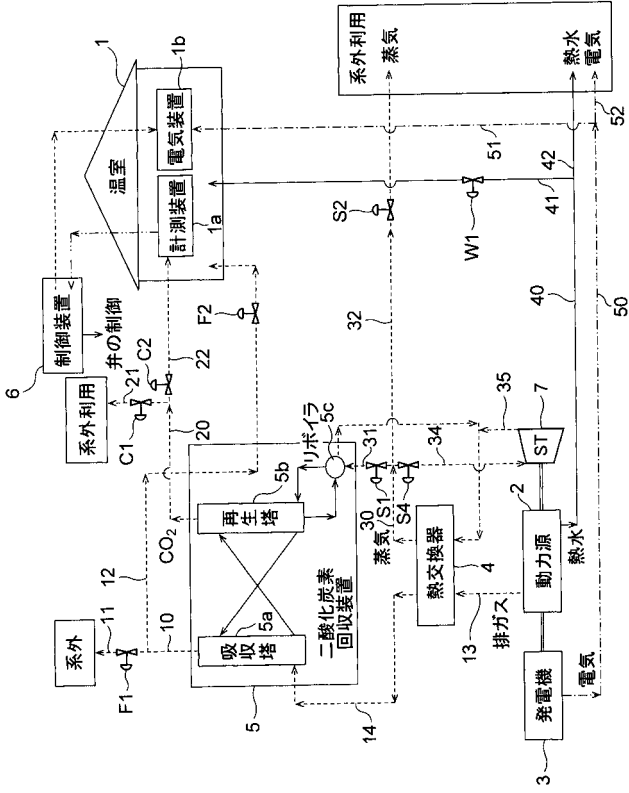 系外利用
蒸気
熱水
電気
1
温室
1b
電気装置
計測装置
1a
6
制御装置
弁の制御
系外利用
C1
21
C2
22
20
F2
S2
W1
51
52
42
41
32
40
50
系外
11
F1
12
10
CO2
再生塔
5b
リボイラ
5c
吸収塔
5a
二酸化炭素
回収装置
5
14
31
S1
30
蒸気
S4
34
35
熱交換器
4
13
排ガス
7
ST
2
動力源
熱水
3
発電機
電気